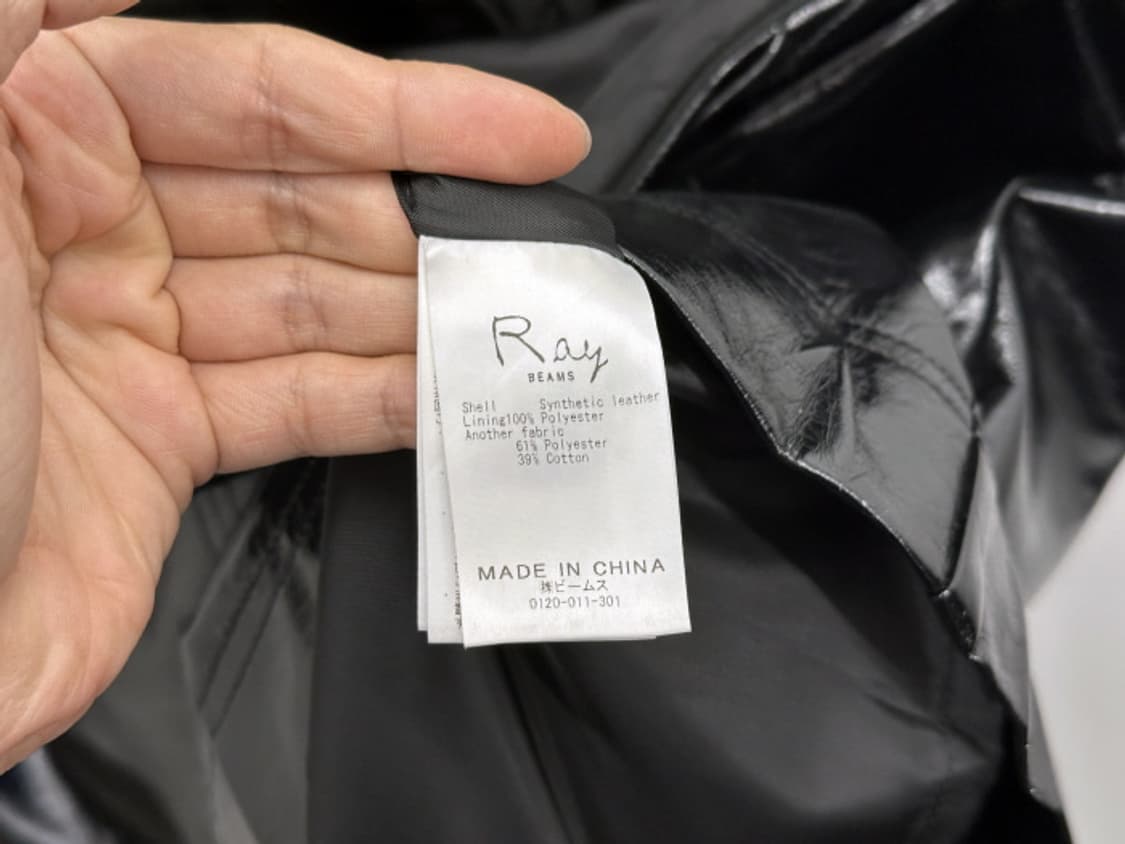 Ray
BEAMS
Shell Synthetic leather
Lining100% Polyester
Another fabric
61% Polyester
39% Cotton
MADE IN CHINA
㈱ビームス
0120-011-301